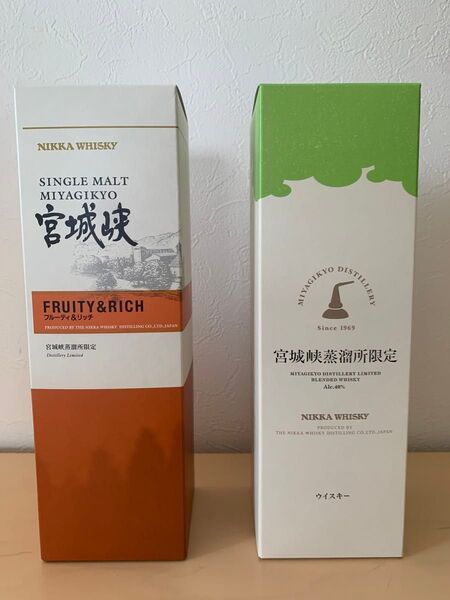 NIKKA WHISKY
SINGLE MALT
MIYAGIKYO
宮城峡
FRUITY&RICH
フルーティ&リッチ
PRODUCED BY THE NIKKA WHISKY DISTILLING CO.,LTD.,JAPAN
宮城峡蒸溜所限定
Distillery Limited
MIYAGIKYO DISTILLERY
Since 1969
宮城峡蒸溜所限定
MIYAGIKYO DISTILLERY LIMITED
BLENDED WHISKY
Alc.40%
NIKKA WHISKY
PRODUCED BY
THE NIKKA WHISKY DISTILLING CO.,LTD.,JAPAN
ウイスキー